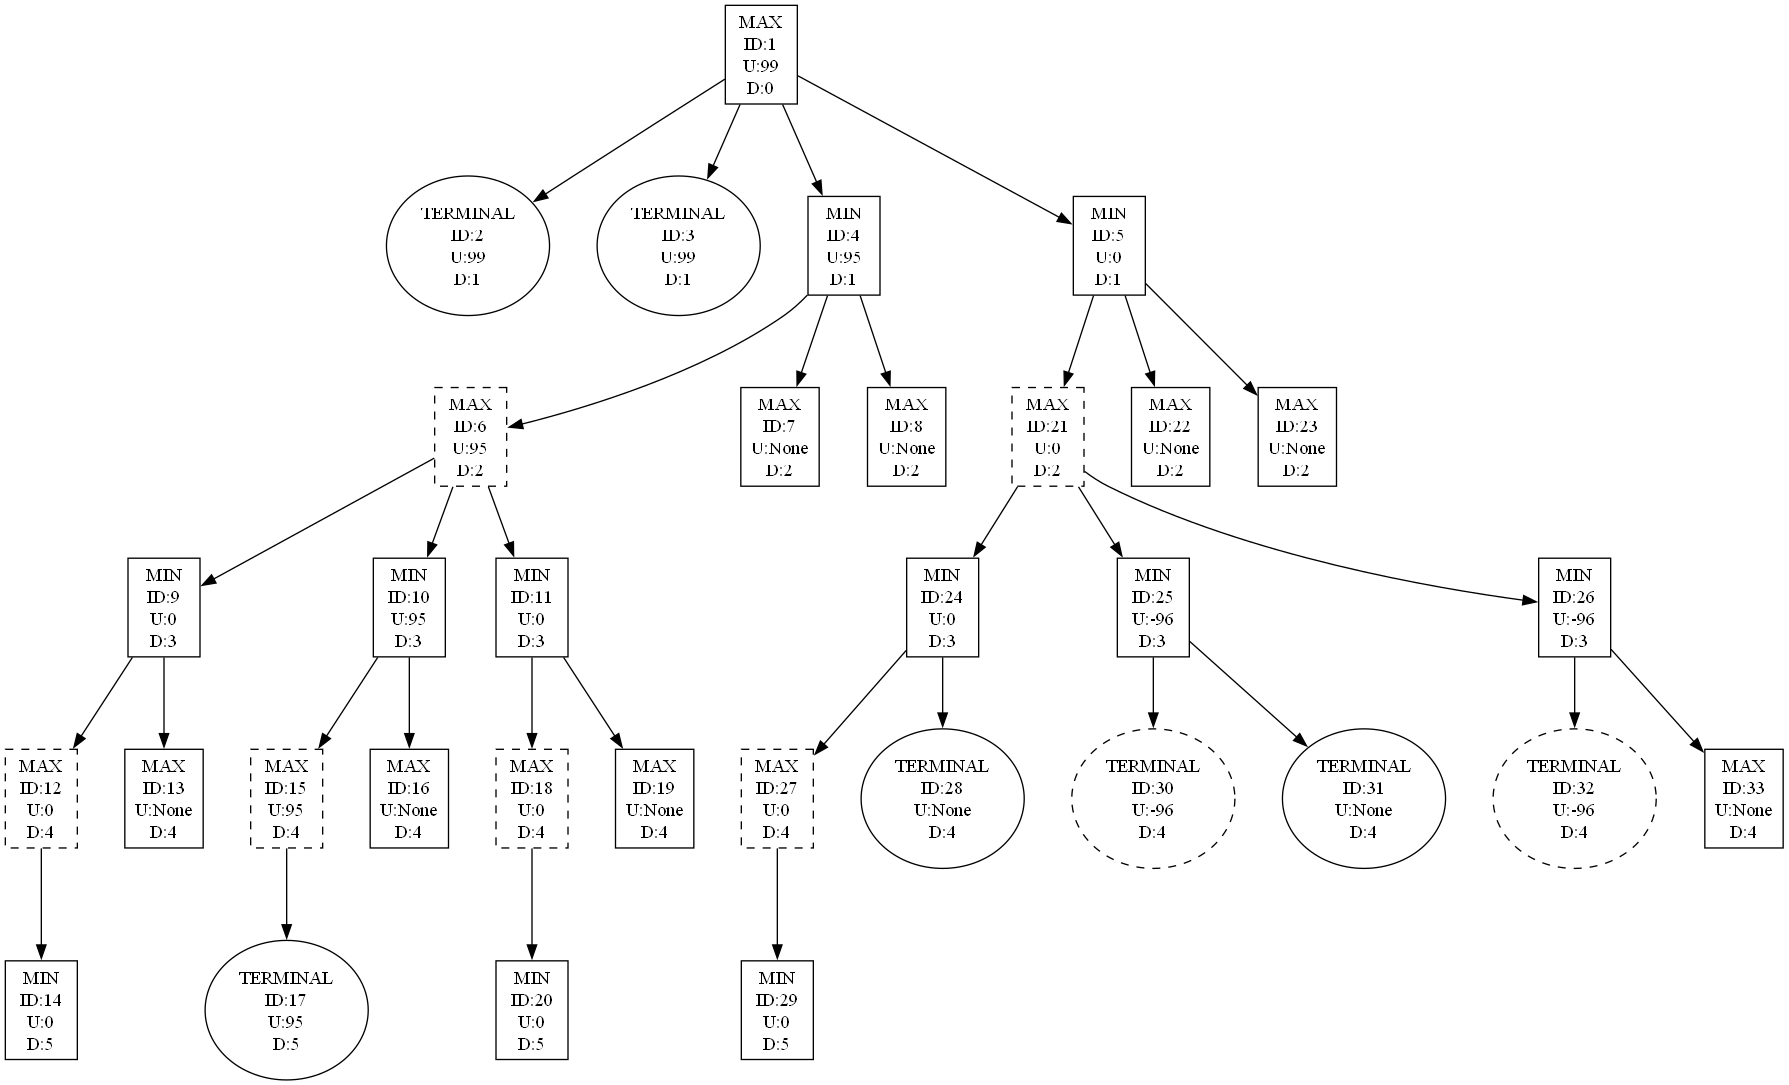 MAX
ID:1
U:99
D:0
TERMINAL
ID:2
U:99
D:1
TERMINAL
ID:3
U:99
D:1
MIN
ID:4
U:95
D:1
MIN
ID:5
U:0
D:1
MAX
ID:6
U:95
D:2
MAX
ID:7
U:None
D:2
MAX
ID:8
U:None
D:2
MAX
ID:21
U:0
D:2
MAX
ID:22
U:None
D:2
MAX
ID:23
U:None
D:2
MIN
ID:9
U:0
D:3
MIN
ID:10
U:95
D:3
MIN
ID:11
U:0
D:3
MIN
ID:24
U:0
D:3
MIN
ID:25
U:-96
D:3
MIN
ID:26
U:-96
D:3
MAX
ID:12
U:0
D:4
MAX
ID:13
U:None
D:4
MAX
ID:15
U:95
D:4
MAX
ID:16
U:None
D:4
MAX
ID:18
U:0
D:4
MAX
ID:19
U:None
D:4
MAX
ID:27
U:0
D:4
TERMINAL
ID:28
U:None
D:4
TERMINAL
ID:30
U:-96
D:4
TERMINAL
ID:31
U:None
D:4
TERMINAL
ID:32
U:-96
D:4
MAX
ID:33
U:None
D:4
MIN
ID:14
U:0
D:5
TERMINAL
ID:17
U:95
D:5
MIN
ID:20
U:0
D:5
MIN
ID:29
U:0
D:5